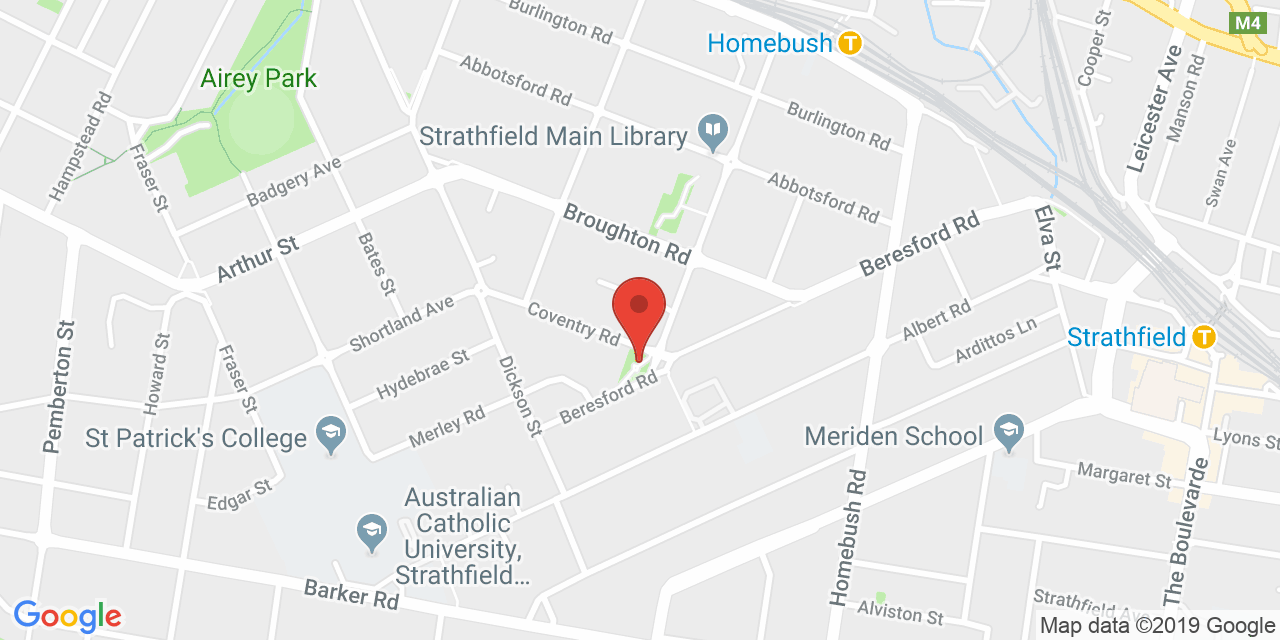 Burlington Rd
M4
Homebush
T
Cooper St
Leicester Ave
Manson Rd
Abbotsford Rd
Airey Park
Hampstead Rd
Burlington Rd
Strathfield Main Library
Swan Ave
Fraser St
Badgery Ave
Abbotsford Rd
Broughton Rd
Beresford Rd
Elva St
Arthur St
Bates St
Shortland Ave
Coventry Rd
Albert Rd
Ardittos Ln
Strathfield
T
Pemberton St
Howard St
Fraser St
Hydebrae St
Dickson St
Beresford Rd
Merley Rd
St Patrick's College
Meriden School
Lyons St
Margaret St
Edgar St
Australian
Catholic
University,
Strathfield...
Homebush Rd
The Boulevarde
Barker Rd
Alviston St
Strathfield Ave
Google
Map data ©2019 Google